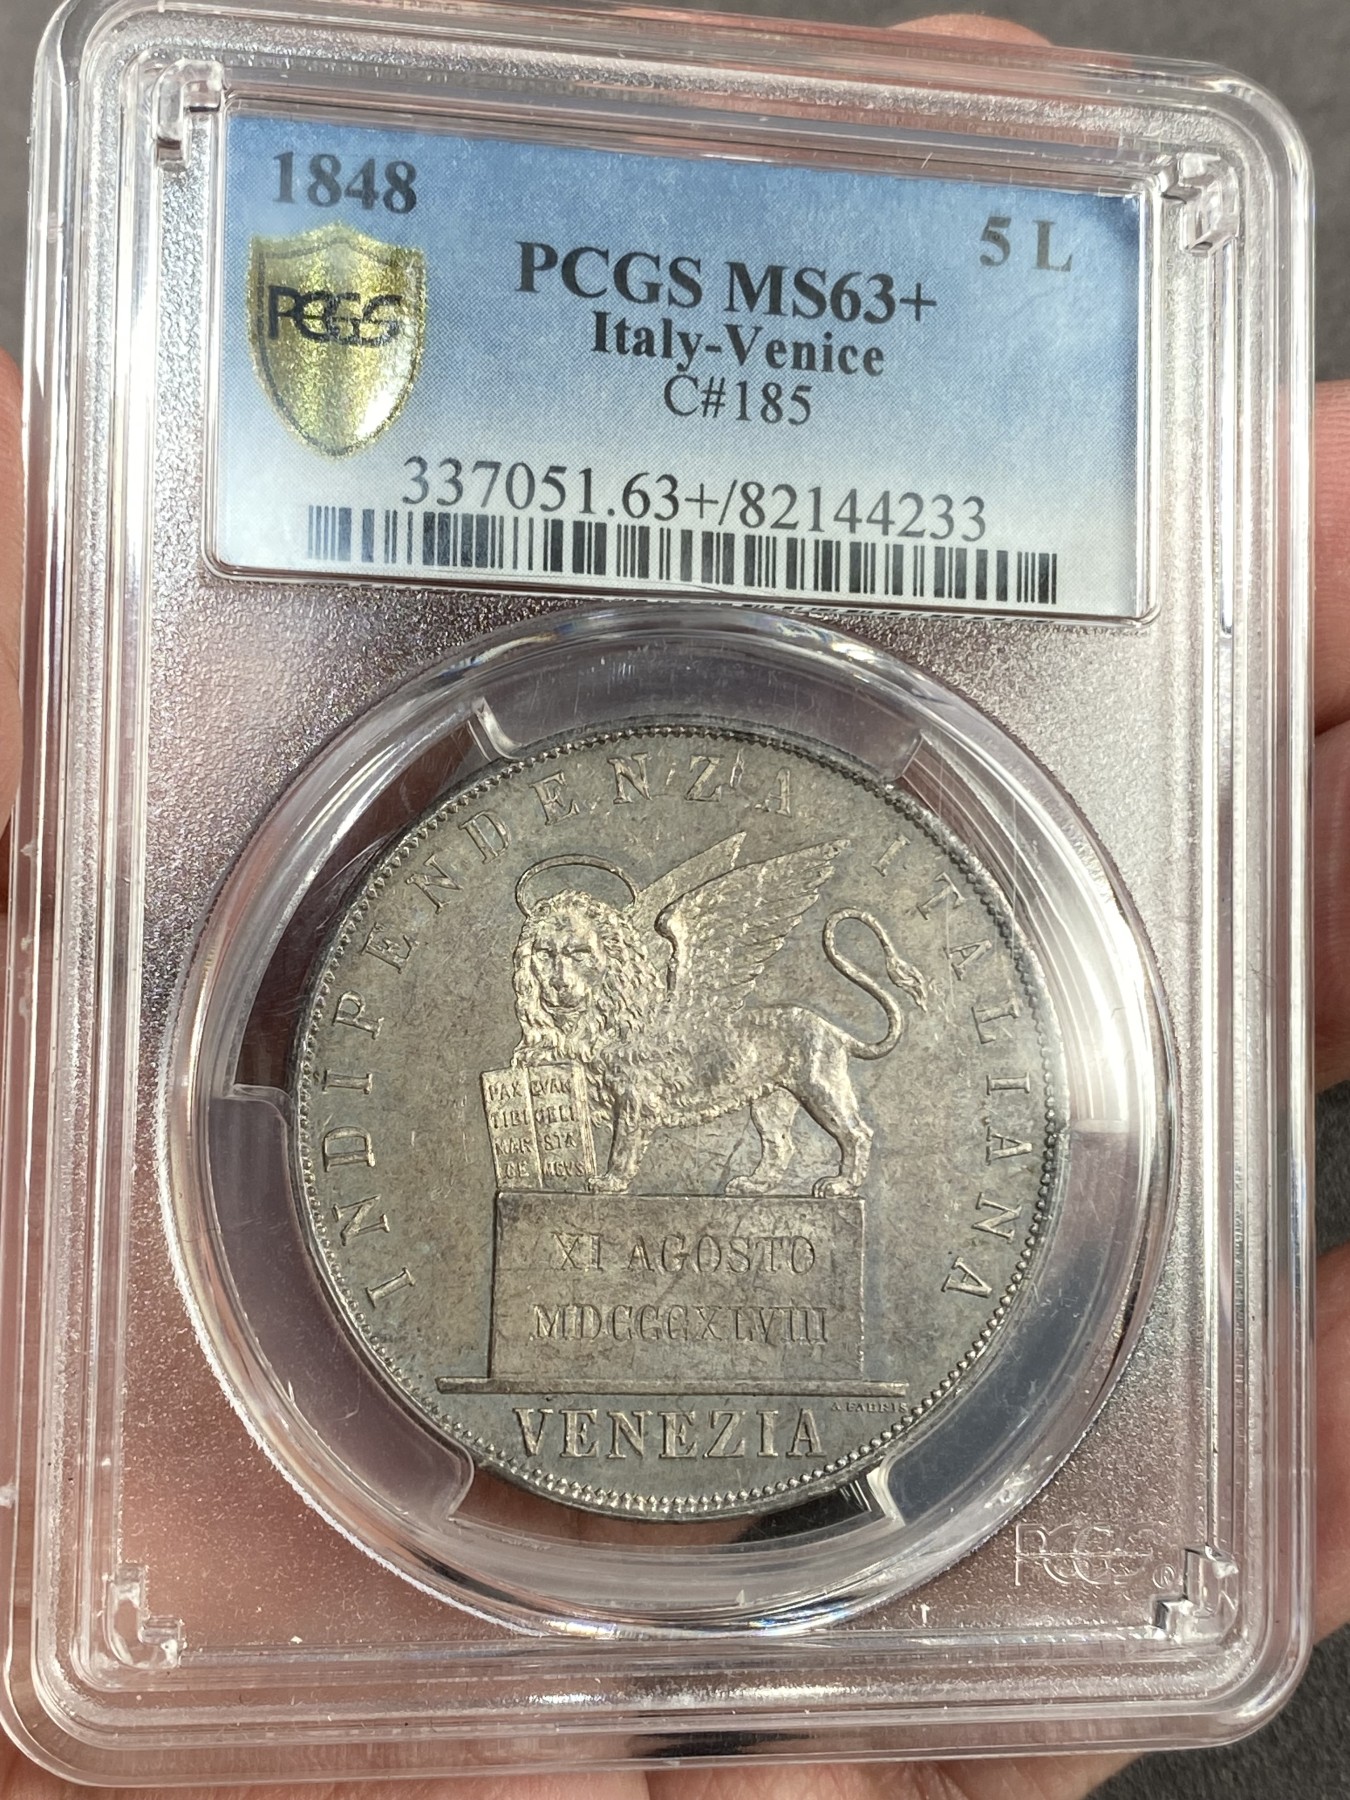 1848
5 L
PCGS
PCGS MS63+
Italy-Venice
C#185
337051.63+/82144233
INDIPENDENZA ITALIANA
PAX EVAN
TIBI GELI
MAR STA
CE MEVS
XI AGOSTO
MDCCCXLVIII
A. FABRIS
VENEZIA
PCGS ®